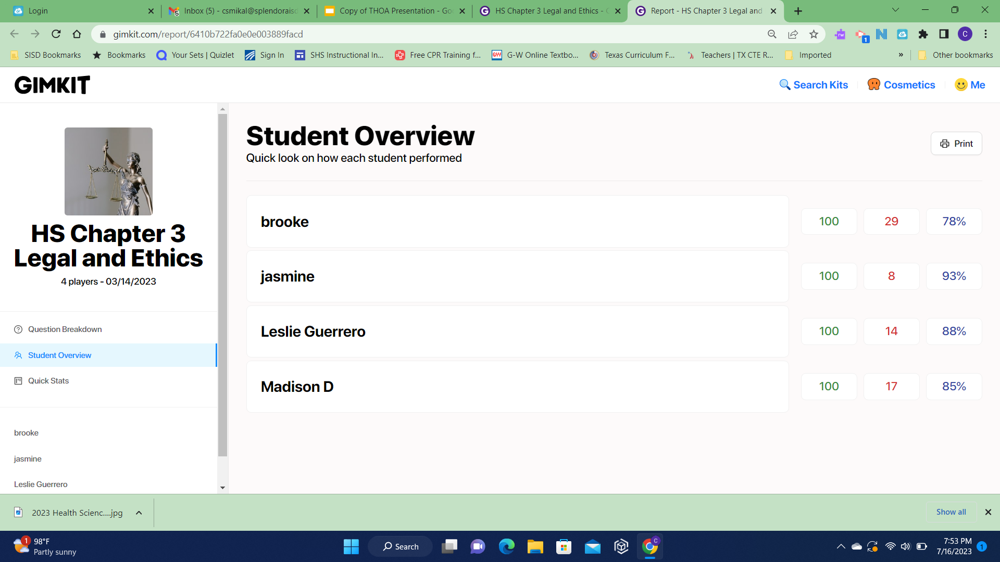 Login
Inbox (5) - csmikal@splendoraisd
Copy of THOA Presentation - Goo
HS Chapter 3 Legal and Ethics - G
Report - HS Chapter 3 Legal and
gimkit.com/report/6410b722fa0e0e003889facd
rw
1
C
SISD Bookmarks
Bookmarks
Your Sets | Quizlet
Sign In
SHS Instructional In...
Free CPR Training f...
GW
G-W Online Textbo...
Texas Curriculum F...
Teachers | TX CTE R...
Imported
»
Other bookmarks
GIMKIT
Search Kits
Cosmetics
Me
HS Chapter 3
Legal and Ethics
4 players - 03/14/2023
Question Breakdown
Student Overview
Quick Stats
brooke
jasmine
Leslie Guerrero
Student Overview
Quick look on how each student performed
Print
brooke 100 29 78%
jasmine 100 8 93%
Leslie Guerrero 100 14 88%
Madison D 100 17 85%
2023 Health Scienc....jpg
Show all
1
98°F
Partly sunny
Search
C
7:53 PM
7/16/2023
1